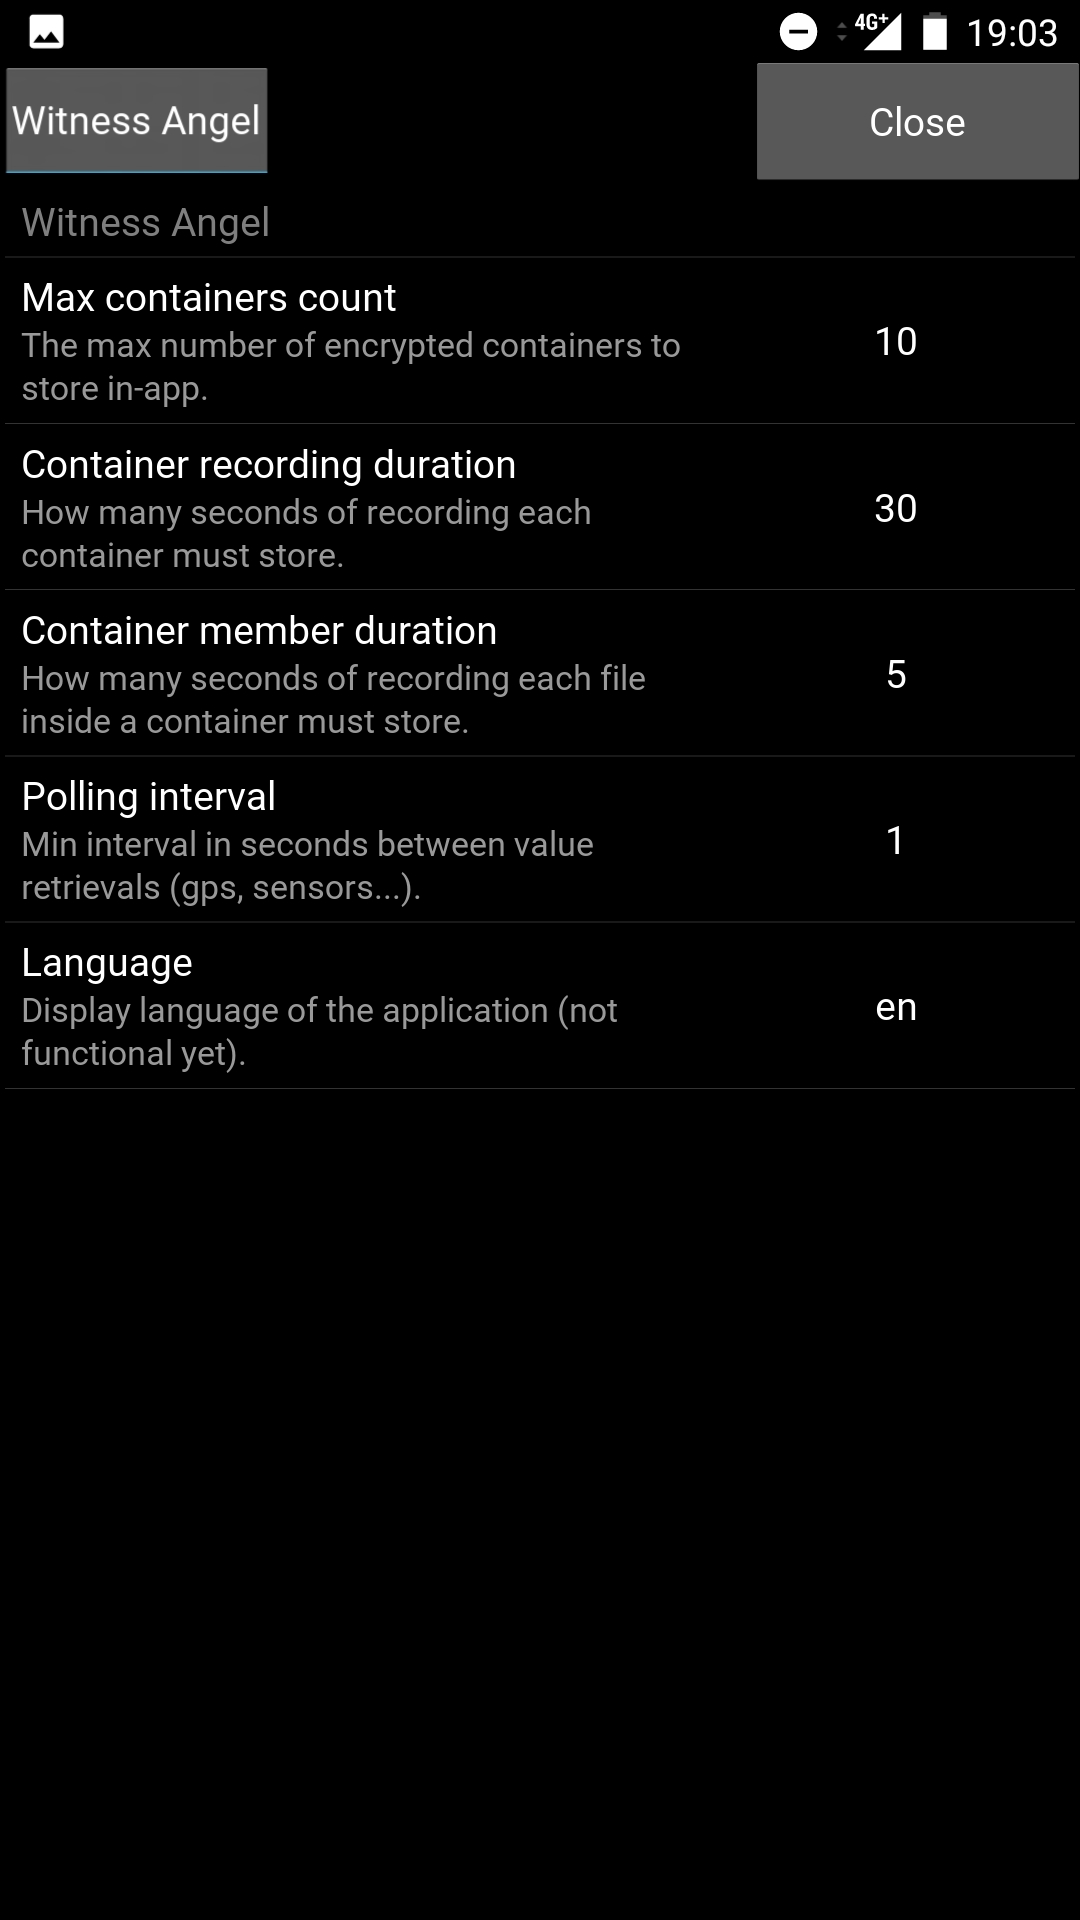 4G+ 19:03
Witness Angel Close
Witness Angel
Max containers count
The max number of encrypted containers to
store in-app.
10
Container recording duration
How many seconds of recording each
container must store.
30
Container member duration
How many seconds of recording each file
inside a container must store.
5
Polling interval
Min interval in seconds between value
retrievals (gps, sensors...).
1
Language
Display language of the application (not
functional yet).
en